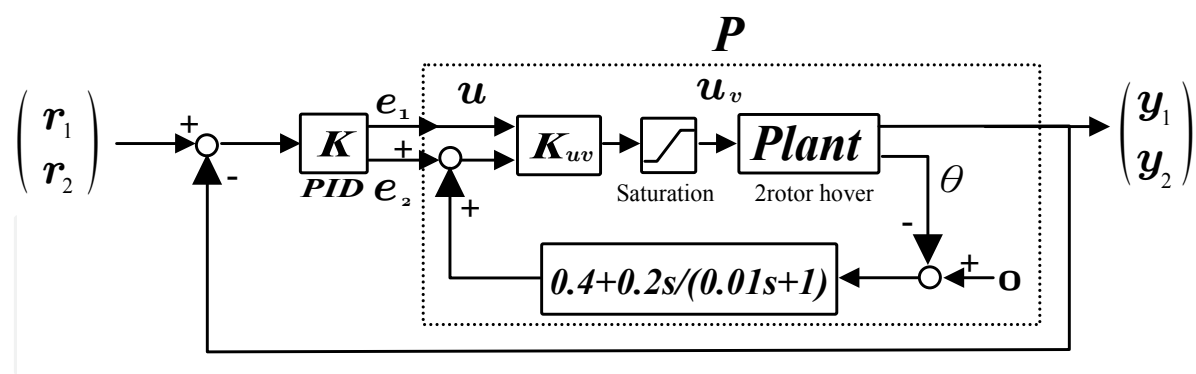 P
r₁
r₂
+
-
K
PID
e₁
+
e₂
u
+
Kuv
Saturation
uv
Plant
2rotor hover
θ
-
+
0
0.4+0.2s/(0.01s+1)
y₁
y₂